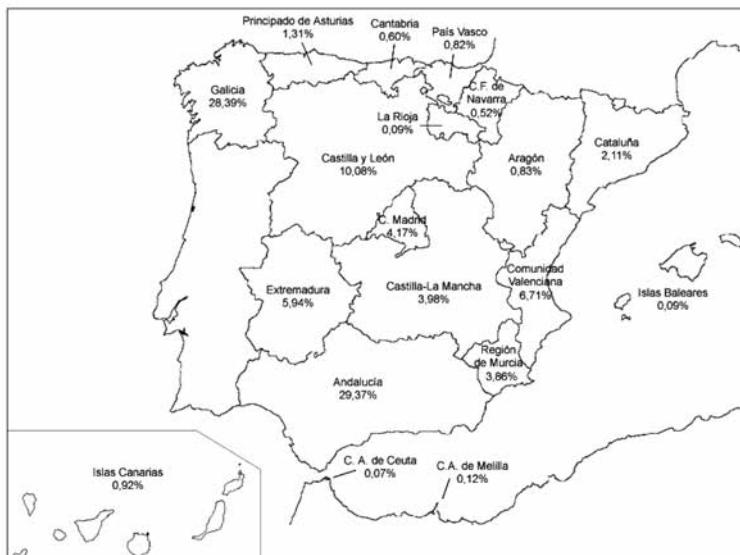 Principado de Asturias
1,31%
Cantabria
0,60%
País Vasco
0,82%
Galicia
28,39%
C.F. de
Navarra
0,52%
La Rioja
0,09%
Castilla y León
10,08%
Aragón
0,83%
Cataluña
2,11%
C. Madrid
4,17%
Extremadura
5,94%
Castilla-La Mancha
3,98%
Comunidad
Valenciana
6,71%
Islas Baleares
0,09%
Región
de Murcia
3,86%
Andalucía
29,37%
Islas Canarias
0,92%
C. A. de Ceuta
0,07%
C.A. de Melilla
0,12%